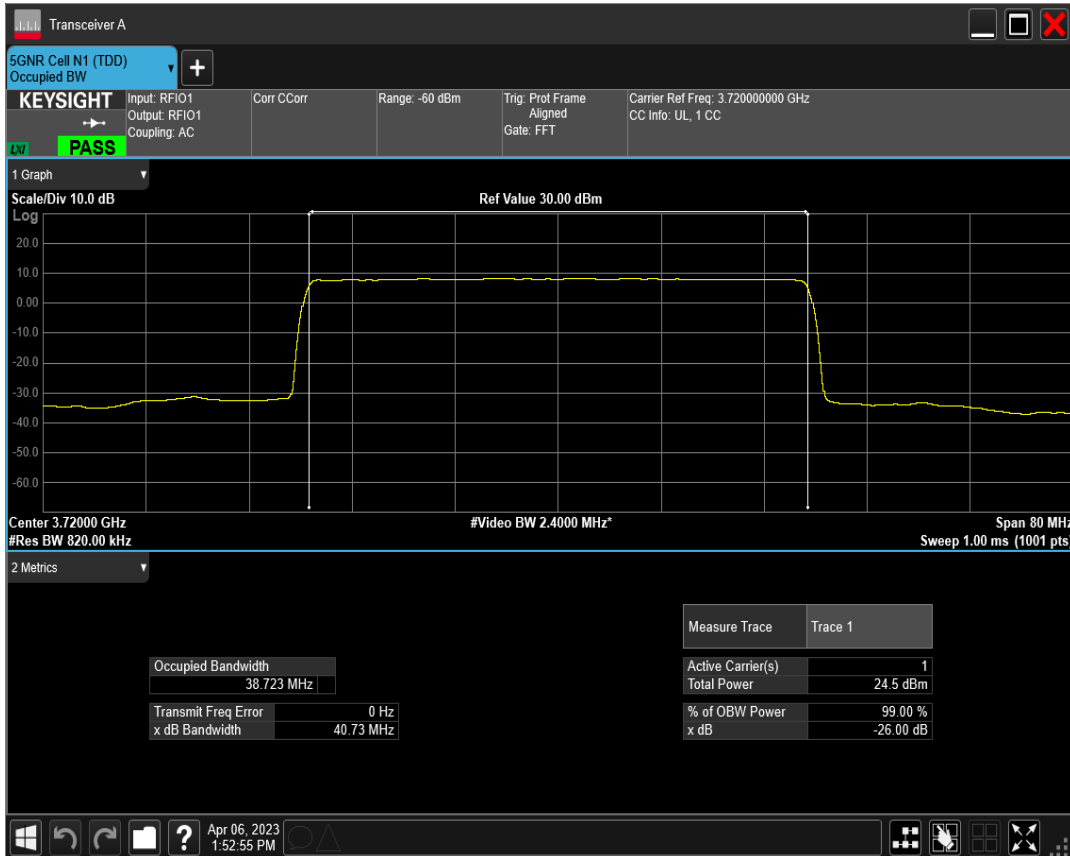 Transceiver A
5GNR Cell N1 (TDD)
Occupied BW
+
KEYSIGHT
LXI
PASS
Input: RFIO1
Output: RFIO1
Coupling: AC
Corr CCorr
Range: -60 dBm
Trig: Prot Frame
Aligned
Gate: FFT
Carrier Ref Freq: 3.720000000 GHz
CC Info: UL, 1 CC
1 Graph
Scale/Div 10.0 dB
Ref Value 30.00 dBm
Log
20.0
10.0
0.00
-10.0
-20.0
-30.0
-40.0
-50.0
-60.0
Center 3.72000 GHz
#Video BW 2.4000 MHz*
Span 80 MHz
#Res BW 820.00 kHz
Sweep 1.00 ms (1001 pts)
2 Metrics
Measure Trace Trace 1
Occupied Bandwidth
38.723 MHz
Active Carrier(s) 1
Total Power 24.5 dBm
Transmit Freq Error 0 Hz
x dB Bandwidth 40.73 MHz
% of OBW Power 99.00 %
x dB -26.00 dB
?
Apr 06, 2023
1:52:55 PM